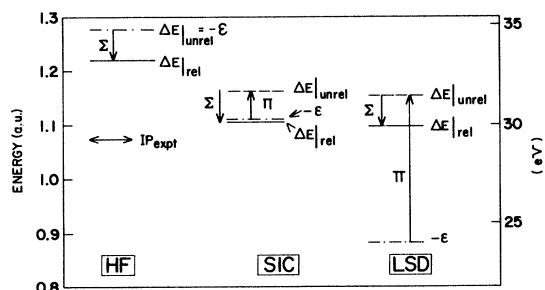 1.3
1.2
1.1
1.0
0.9
0.8
ENERGY (a.u.)
35
30
25
(eV)
ΔE|unrel = -ε
Σ
ΔE|rel
IPexpt
HF
Σ
Π
ΔE|unrel
-ε
ΔE|rel
SIC
Σ
Π
ΔE|unrel
ΔE|rel
-ε
LSD